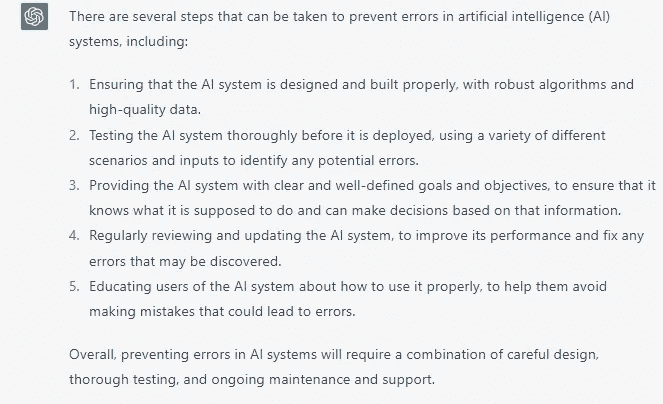 There are several steps that can be taken to prevent errors in artificial intelligence (AI)
systems, including:
1. Ensuring that the AI system is designed and built properly, with robust algorithms and
high-quality data.
2. Testing the AI system thoroughly before it is deployed, using a variety of different
scenarios and inputs to identify any potential errors.
3. Providing the AI system with clear and well-defined goals and objectives, to ensure that it
knows what it is supposed to do and can make decisions based on that information.
4. Regularly reviewing and updating the AI system, to improve its performance and fix any
errors that may be discovered.
5. Educating users of the AI system about how to use it properly, to help them avoid
making mistakes that could lead to errors.
Overall, preventing errors in AI systems will require a combination of careful design,
thorough testing, and ongoing maintenance and support.